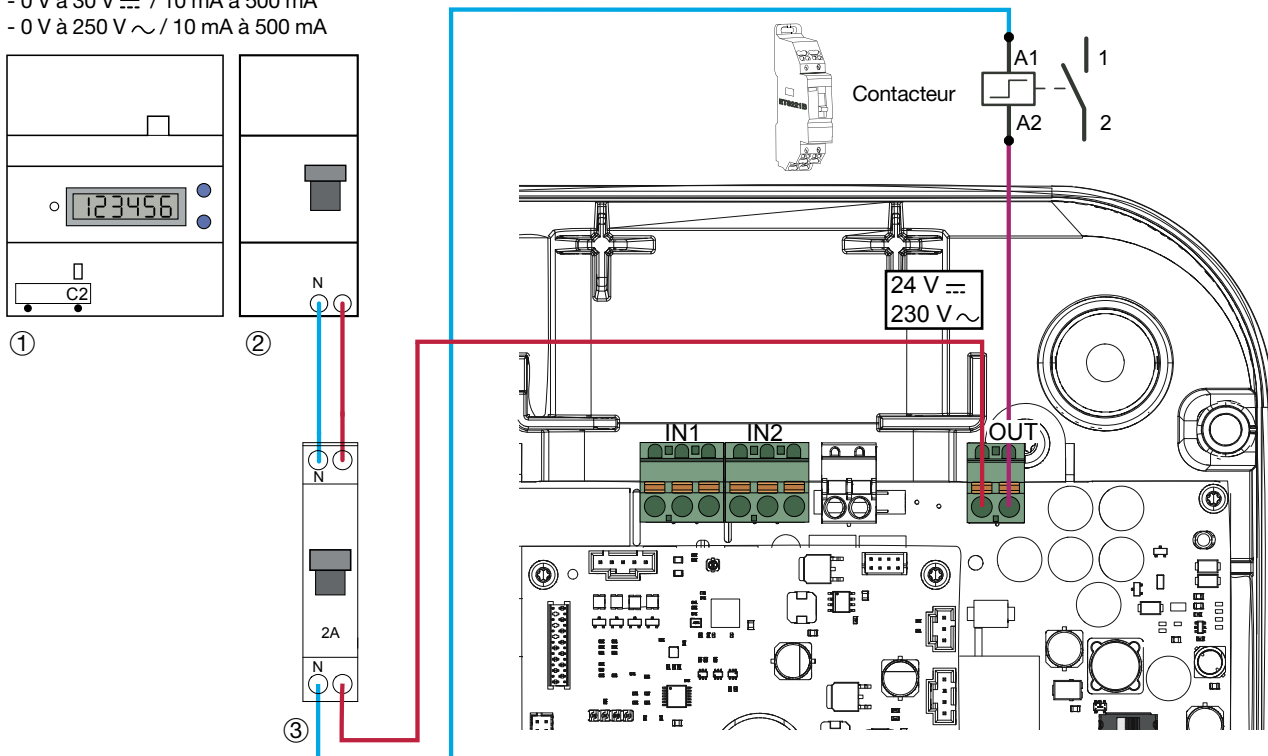 - 0 V à 30 V ⎓ / 10 mA à 500 mA
- 0 V à 250 V ~ / 10 mA à 500 mA
A1
1
Contacteur
A2
2
123456
C2
N
24 V ⎓
230 V ~
①
②
IN1
IN2
OUT
N
2A
N
③